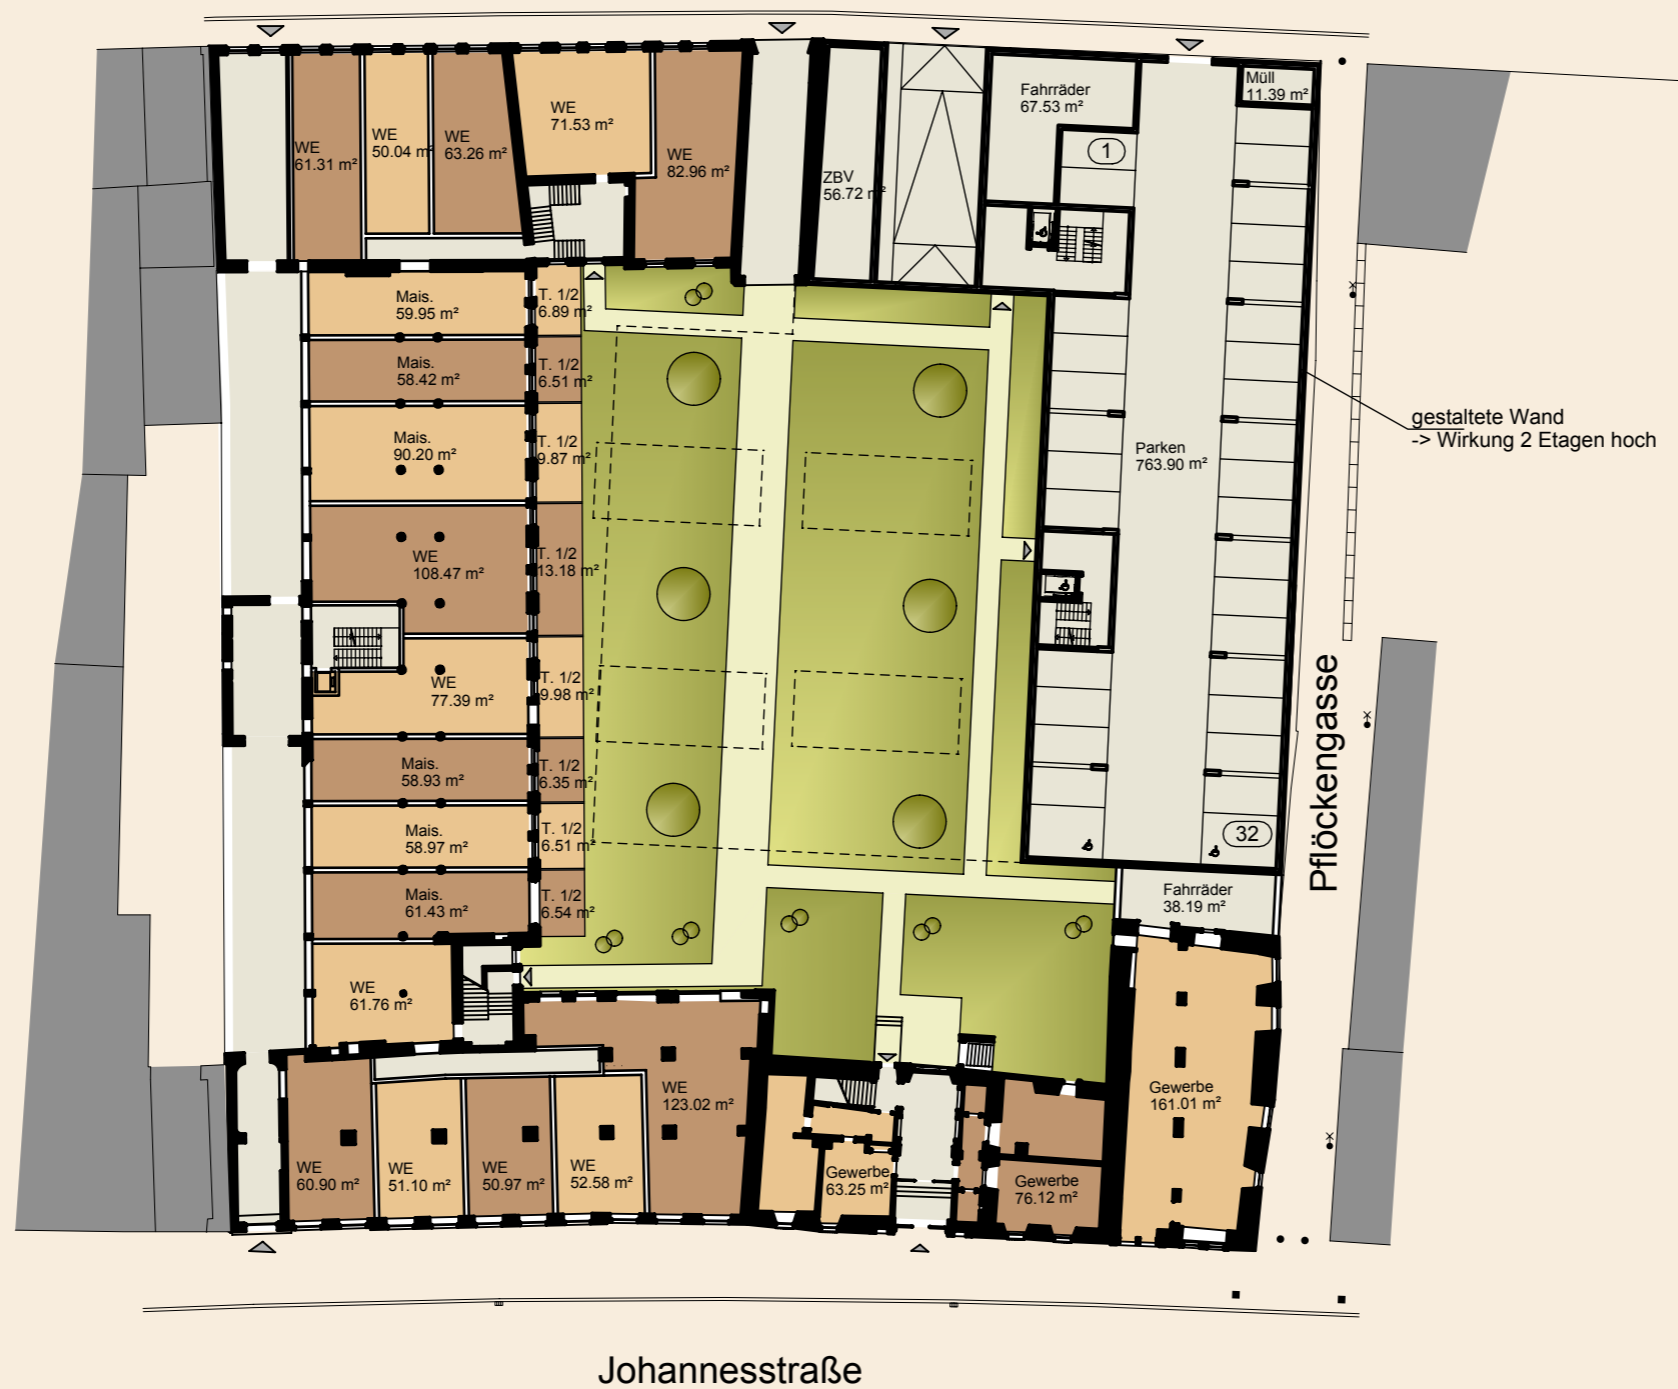 WE
61.31 m²
WE
50.04 m²
WE
63.26 m²
WE
71.53 m²
WE
82.96 m²
ZBV
56.72 m²
Fahrräder
67.53 m²
1
Müll
11.39 m²
Mais.
59.95 m²
T. 1/2
6.89 m²
Mais.
58.42 m²
T. 1/2
6.51 m²
Mais.
90.20 m²
T. 1/2
9.87 m²
Parken
763.90 m²
gestaltete Wand
-> Wirkung 2 Etagen hoch
WE
108.47 m²
T. 1/2
13.18 m²
WE
77.39 m²
T. 1/2
9.98 m²
Mais.
58.93 m²
T. 1/2
6.35 m²
Mais.
58.97 m²
T. 1/2
6.51 m²
32
Pflöckengasse
Mais.
61.43 m²
T. 1/2
6.54 m²
Fahrräder
38.19 m²
WE
61.76 m²
WE
123.02 m²
Gewerbe
161.01 m²
WE
60.90 m²
WE
51.10 m²
WE
50.97 m²
WE
52.58 m²
Gewerbe
63.25 m²
Gewerbe
76.12 m²
Johannesstraße